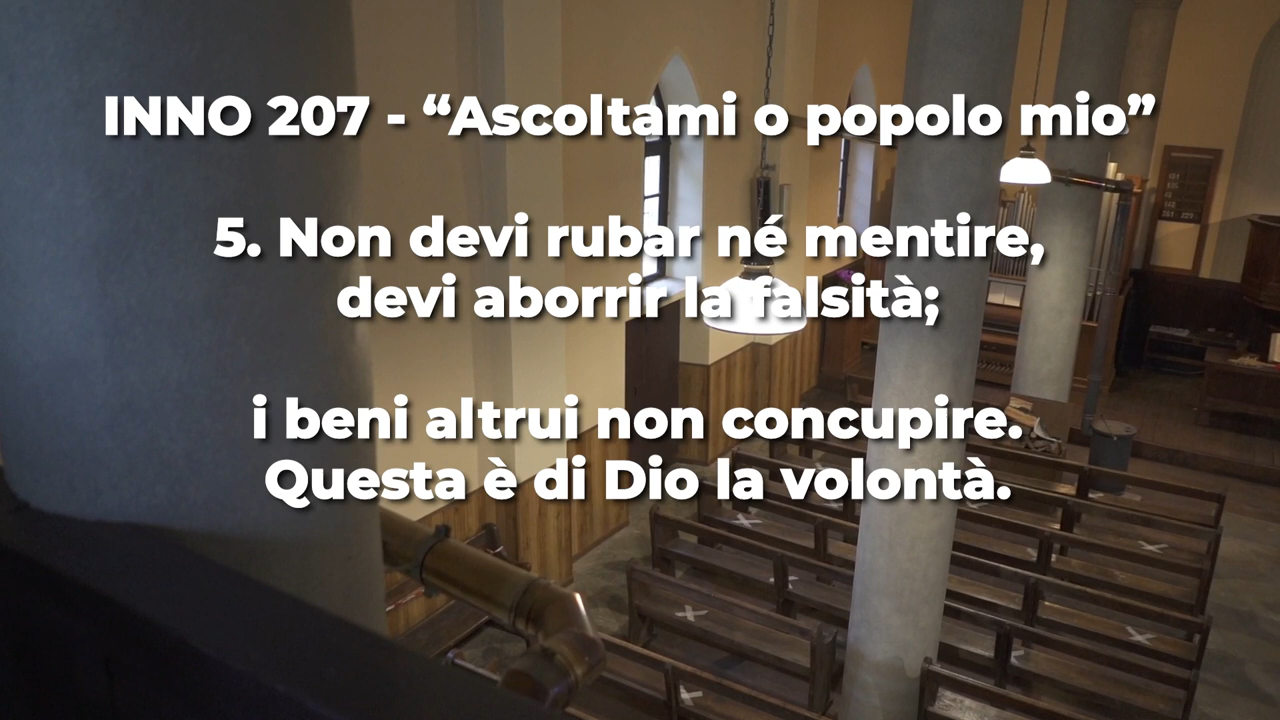 INNO 207 - “Ascoltami o popolo mio”
5. Non devi rubar né mentire,
devi aborrir la falsità;
i beni altrui non concupire.
Questa è di Dio la volontà.